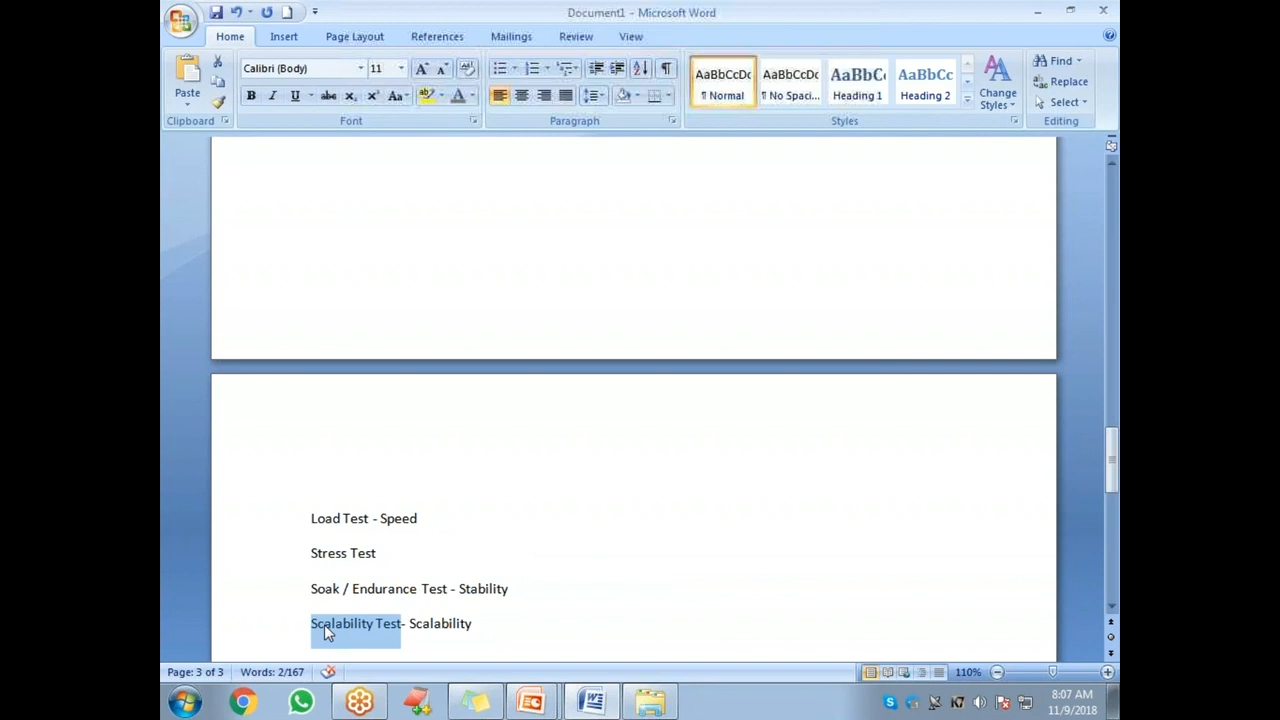 Document1 - Microsoft Word
Home Insert Page Layout References Mailings Review View
Paste
Calibri (Body) 11
AaBbCcDc AaBbCcDc AaBbCc AaBbCc
¶ Normal ¶ No Spaci... Heading 1 Heading 2
Change Styles
Find
Replace
Select
Clipboard Font Paragraph Styles Editing
Load Test - Speed
Stress Test
Soak / Endurance Test - Stability
Scalability Test- Scalability
Page: 3 of 3 Words: 2/167 110%
8:07 AM
11/9/2018